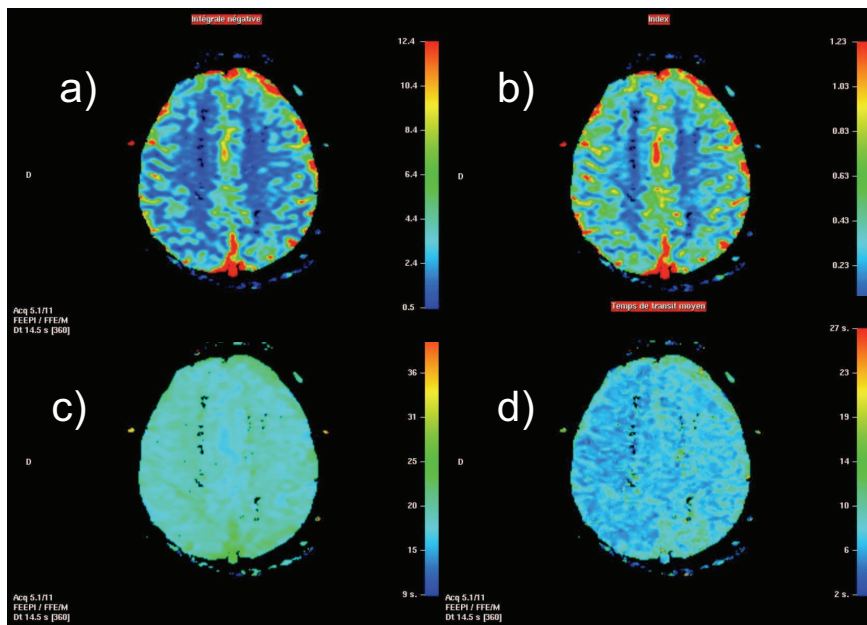 Intégrale négative
Index
a)
b)
12.4
10.4
8.4
6.4
4.4
2.4
0.5
1.23
1.03
0.83
0.63
0.43
0.23
D
D
Acq 5.1/11
FEEPI / FFE/M
Dt 14.5 s [360]
Temps de transit moyen
c)
d)
36
31
25
20
15
9 s.
27 s.
23
19
14
10
6
2 s.
D
D
Acq 5.1/11
FEEPI / FFE/M
Dt 14.5 s [360]
Acq 5.1/11
FEEPI / FFE/M
Dt 14.5 s [360]